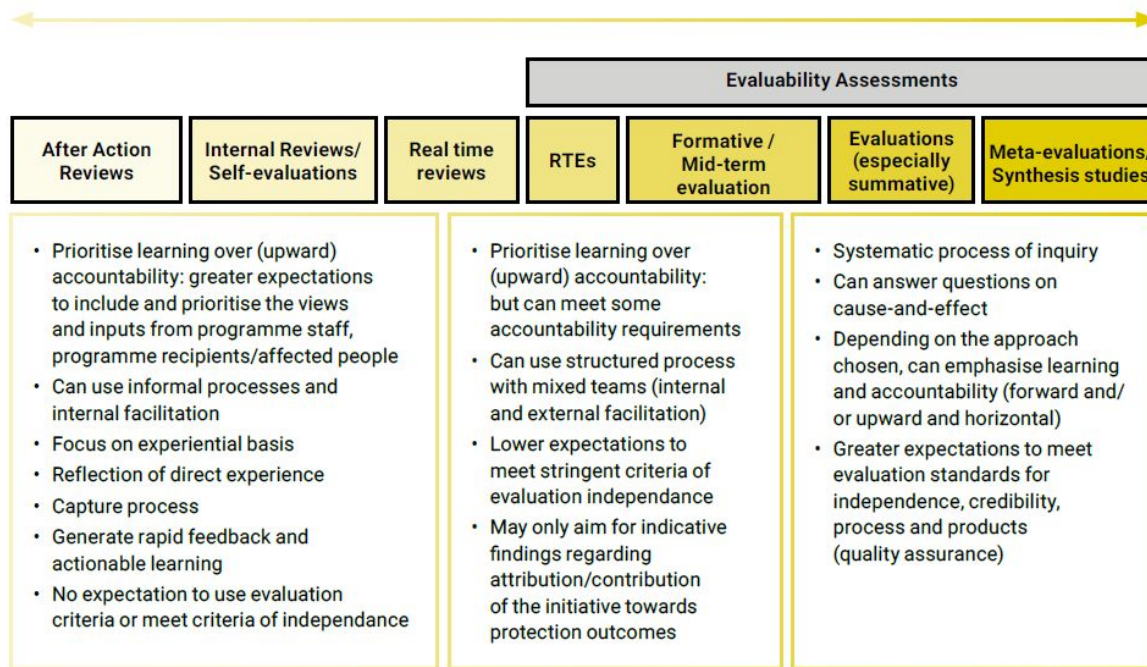 Evaluability Assessments
After Action
Reviews
Internal Reviews/
Self-evaluations
Real time
reviews
RTEs
Formative /
Mid-term
evaluation
Evaluations
(especially
summative)
Meta-evaluations/
Synthesis studies
• Prioritise learning over (upward)
accountability: greater expectations
to include and prioritise the views
and inputs from programme staff,
programme recipients/affected people
• Can use informal processes and
internal facilitation
• Focus on experiential basis
• Reflection of direct experience
• Capture process
• Generate rapid feedback and
actionable learning
• No expectation to use evaluation
criteria or meet criteria of independance
• Prioritise learning over
(upward) accountability:
but can meet some
accountability requirements
• Can use structured process
with mixed teams (internal
and external facilitation)
• Lower expectations to
meet stringent criteria of
evaluation independance
• May only aim for indicative
findings regarding
attribution/contribution
of the initiative towards
protection outcomes
• Systematic process of inquiry
• Can answer questions on
cause-and-effect
• Depending on the approach
chosen, can emphasise learning
and accountability (forward and/
or upward and horizontal)
• Greater expectations to meet
evaluation standards for
independence, credibility,
process and products
(quality assurance)